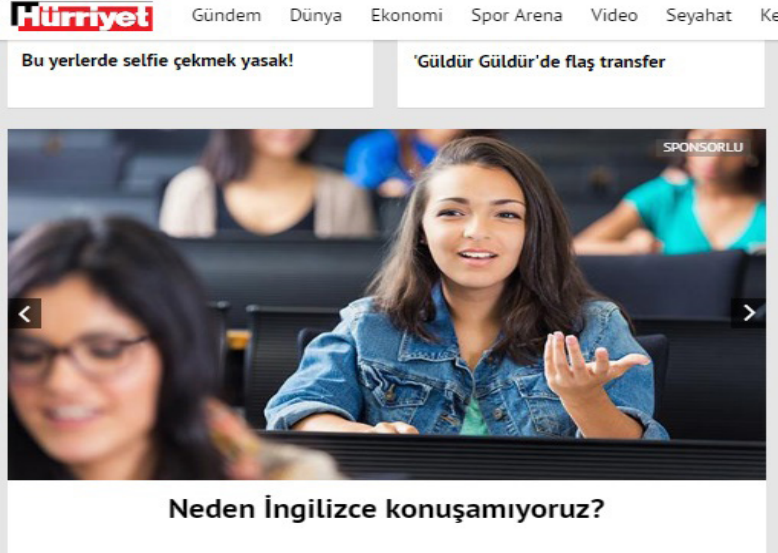 Hürriyet Gündem Dünya Ekonomi Spor Arena Video Seyahat Ke
Bu yerlerde selfie çekmek yasak! 'Güldür Güldür'de flaş transfer
SPONSORLU
Neden İngilizce konuşamıyoruz?